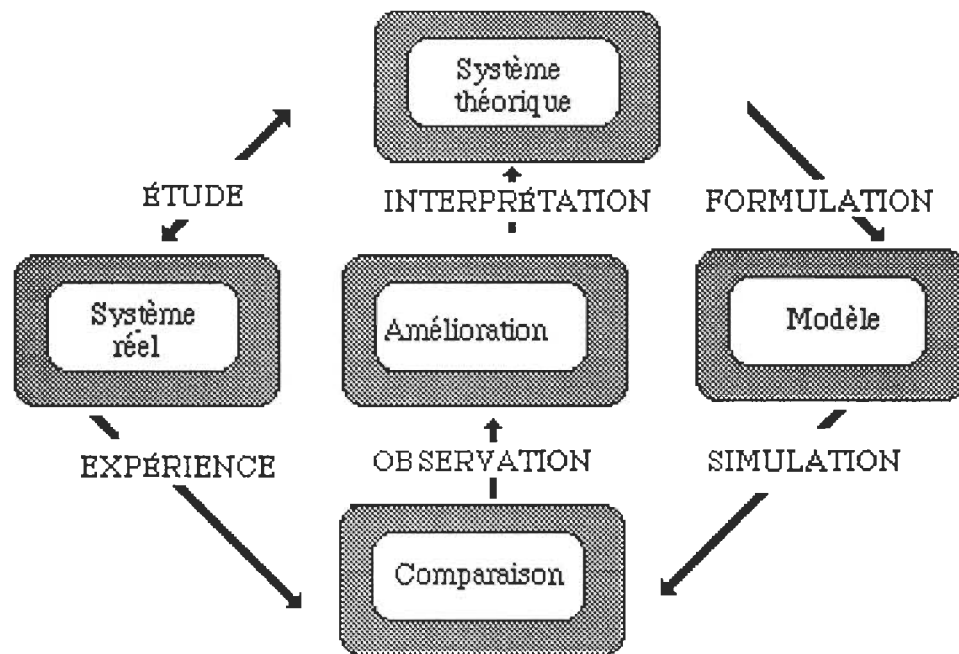 Système
théorique
ÉTUDE
INTERPRÉTATION
FORMULATION
Système
réel
Amélioration
Modèle
EXPÉRIENCE
OBSERVATION
SIMULATION
Comparaison